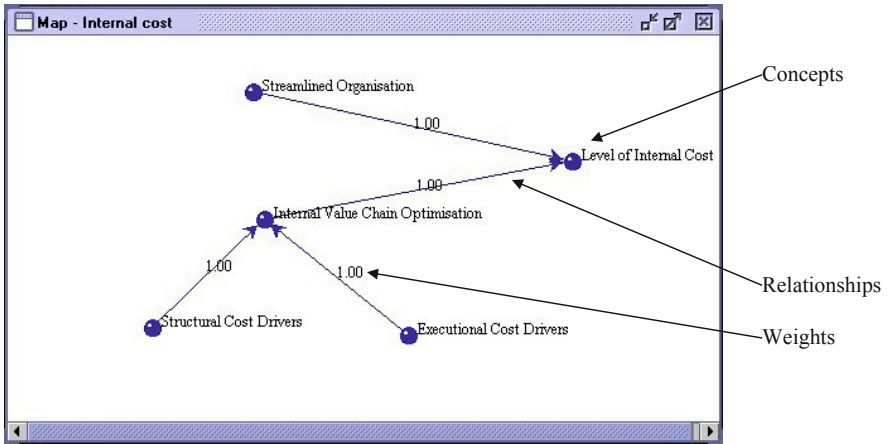 Map - Internal cost
Streamlined Organisation
Concepts
1.00
Level of Internal Cost
1.00
Internal Value Chain Optimisation
1.00
1.00
Relationships
Structural Cost Drivers
Executional Cost Drivers
Weights